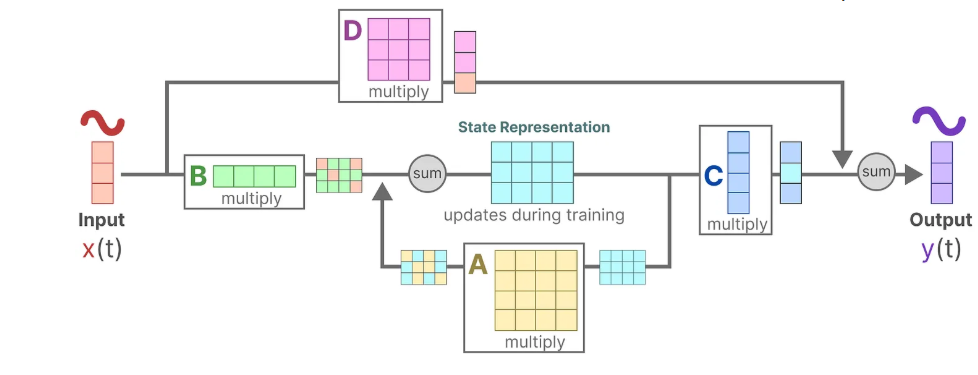 D
multiply
State Representation
B
multiply
sum
updates during training
C
multiply
sum
Input
x(t)
Output
y(t)
A
multiply